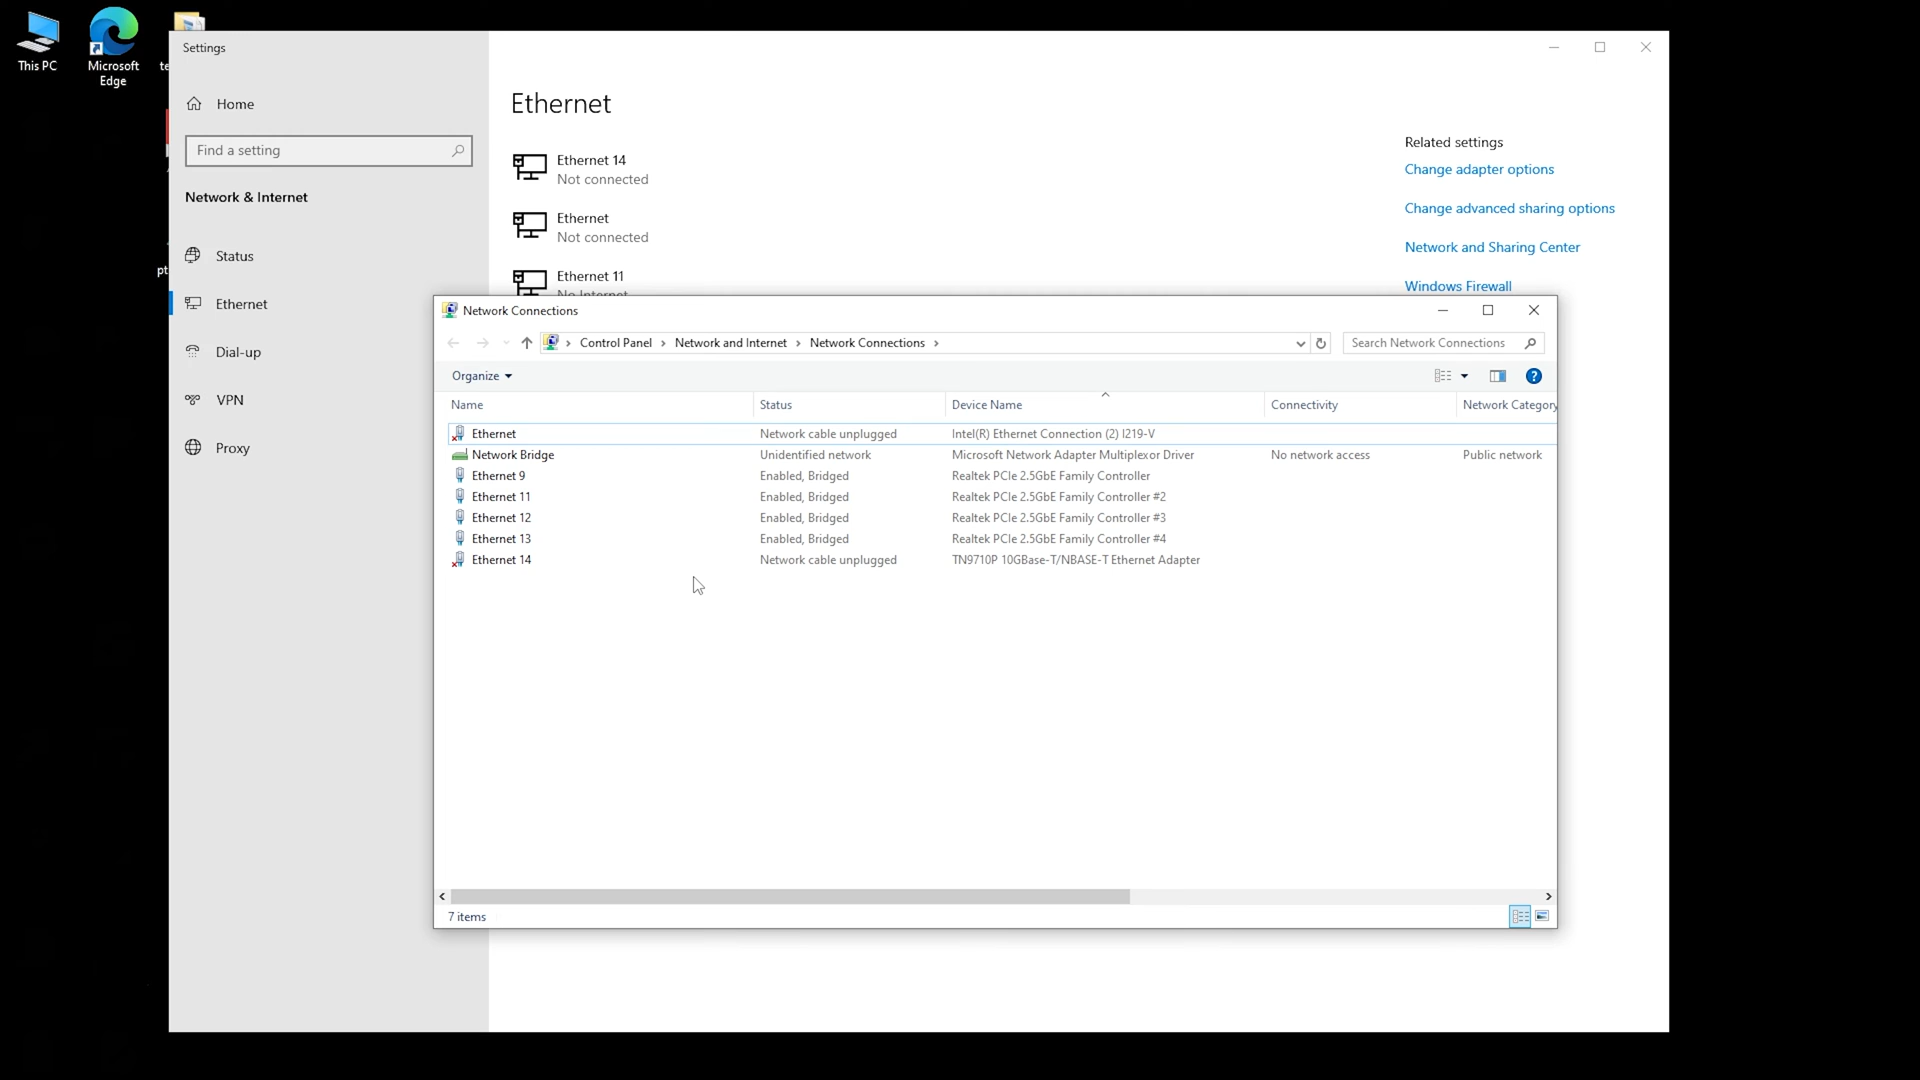 This PC
Microsoft
Edge
te
pt
Settings
Home
Find a setting
Network & Internet
Status
Ethernet
Dial-up
VPN
Proxy
Ethernet
Ethernet 14
Not connected
Ethernet
Not connected
Ethernet 11
No Internet
Related settings
Change adapter options
Change advanced sharing options
Network and Sharing Center
Windows Firewall
Network Connections
Control Panel > Network and Internet > Network Connections >
Search Network Connections
Organize
Name Status Device Name Connectivity Network Category
Ethernet Network cable unplugged Intel(R) Ethernet Connection (2) I219-V
Network Bridge Unidentified network Microsoft Network Adapter Multiplexor Driver No network access Public network
Ethernet 9 Enabled, Bridged Realtek PCIe 2.5GbE Family Controller
Ethernet 11 Enabled, Bridged Realtek PCIe 2.5GbE Family Controller #2
Ethernet 12 Enabled, Bridged Realtek PCIe 2.5GbE Family Controller #3
Ethernet 13 Enabled, Bridged Realtek PCIe 2.5GbE Family Controller #4
Ethernet 14 Network cable unplugged TN9710P 10GBase-T/NBASE-T Ethernet Adapter
7 items